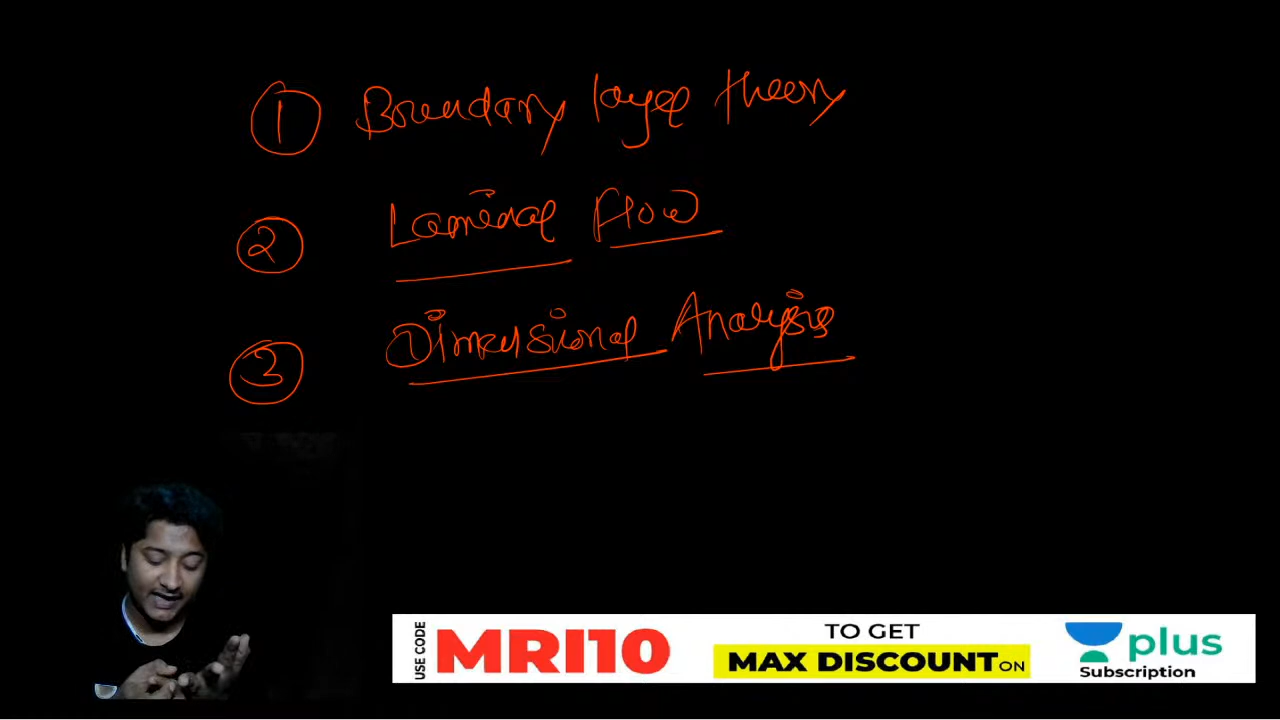 1 Boundary layer theory
2 Laminar flow
3 Dimensional Analysis
USE CODE MRI10 TO GET MAX DISCOUNT ON plus Subscription